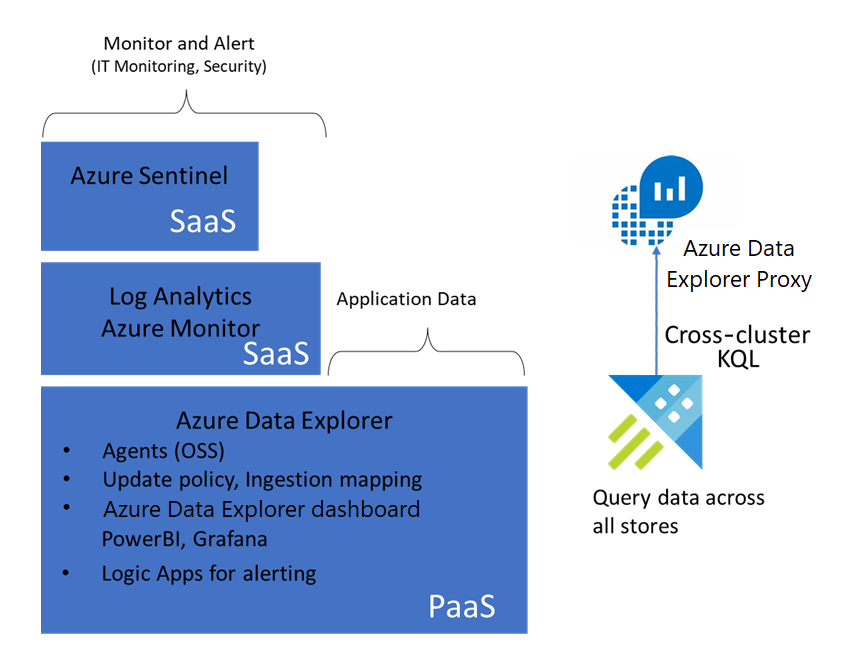 Monitor and Alert
(IT Monitoring, Security)
Azure Sentinel
SaaS
Log Analytics
Azure Monitor
SaaS
Application Data
Azure Data Explorer
• Agents (OSS)
• Update policy, Ingestion mapping
• Azure Data Explorer dashboard
PowerBI, Grafana
• Logic Apps for alerting
PaaS
Azure Data
Explorer Proxy
Cross-cluster
KQL
Query data across
all stores